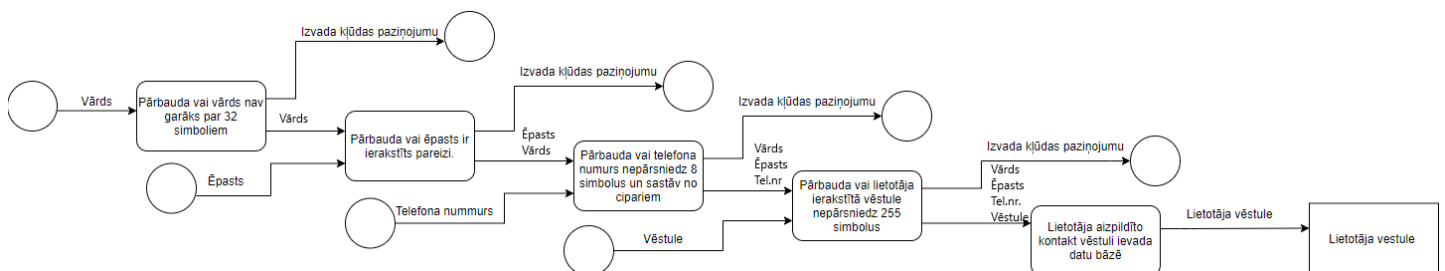 Izvada kļūdas paziņojumu
Vārds
Pārbauda vai vārds nav
garāks par 32
simboliem
Vārds
Izvada kļūdas paziņojumu
Pārbauda vai ēpasts ir
ierakstīts pareizi.
Ēpasts
Ēpasts
Vārds
Izvada kļūdas paziņojumu
Pārbauda vai telefona
numurs nepārsniedz 8
simbolus un sastāv no
cipariem
Telefona nummurs
Vārds
Ēpasts
Tel.nr
Izvada kļūdas paziņojumu
Pārbauda vai lietotāja
ierakstītā vēstule
nepārsniedz 255
simbolus
Vēstule
Vārds
Ēpasts
Tel.nr.
Vēstule
Lietotāja aizpildīto
kontakt vēstuli ievada
datu bāzē
Lietotāja vēstule
Lietotāja vestule